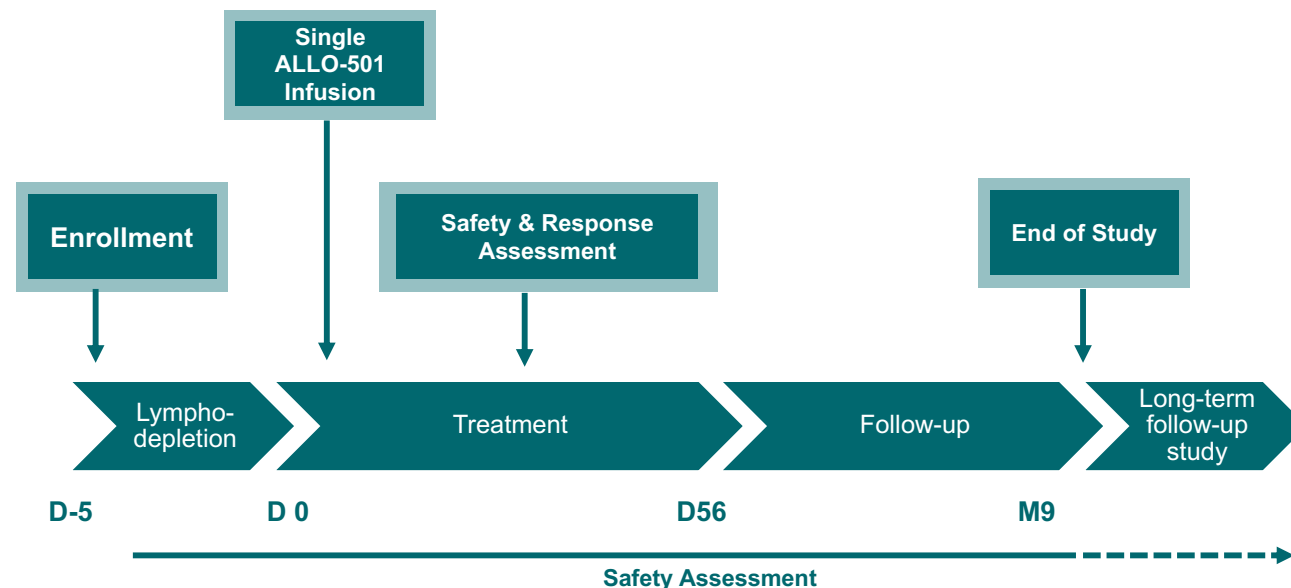 Single
ALLO-501
Infusion
Enrollment
Safety & Response
Assessment
End of Study
Lympho-
depletion
Treatment
Follow-up
Long-term
follow-up
study
D-5
D 0
D56
M9
Safety Assessment